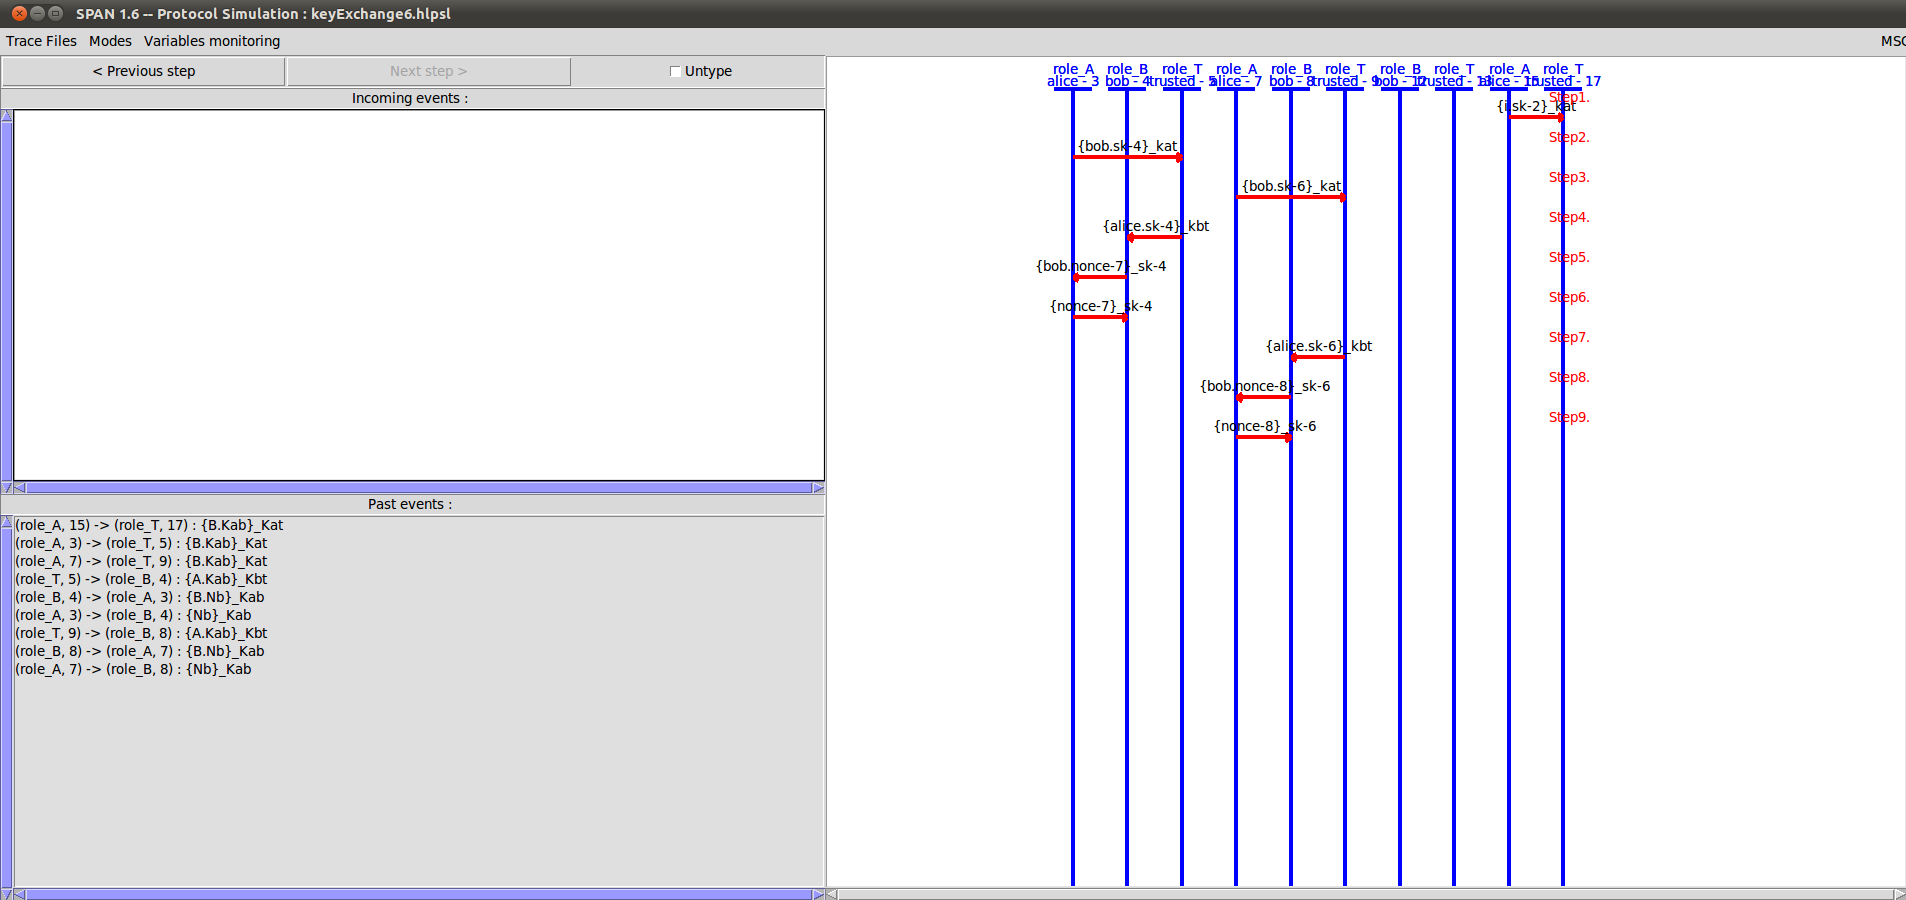 SPAN 1.6 -- Protocol Simulation : keyExchange6.hlpsl
Trace Files Modes Variables monitoring MSC
< Previous step Next step > Untype
Incoming events :
Past events :
(role_A, 15) -> (role_T, 17) : {B.Kab}_Kat
(role_A, 3) -> (role_T, 5) : {B.Kab}_Kat
(role_A, 7) -> (role_T, 9) : {B.Kab}_Kat
(role_T, 5) -> (role_B, 4) : {A.Kab}_Kbt
(role_B, 4) -> (role_A, 3) : {B.Nb}_Kab
(role_A, 3) -> (role_B, 4) : {Nb}_Kab
(role_T, 9) -> (role_B, 8) : {A.Kab}_Kbt
(role_B, 8) -> (role_A, 7) : {B.Nb}_Kab
(role_A, 7) -> (role_B, 8) : {Nb}_Kab
role_A role_B role_T role_A role_B role_T role_B role_T role_A role_T
alice - 3 bob - 4 trusted - 5 alice - 7 bob - 8 trusted - 9 bob - 12 trusted - 13 alice - 15 trusted - 17
Step1.
{i.sk-2}_kat
Step2.
{bob.sk-4}_kat
Step3.
{bob.sk-6}_kat
Step4.
{alice.sk-4}_kbt
Step5.
{bob.nonce-7}_sk-4
Step6.
{nonce-7}_sk-4
Step7.
{alice.sk-6}_kbt
Step8.
{bob.nonce-8}_sk-6
Step9.
{nonce-8}_sk-6